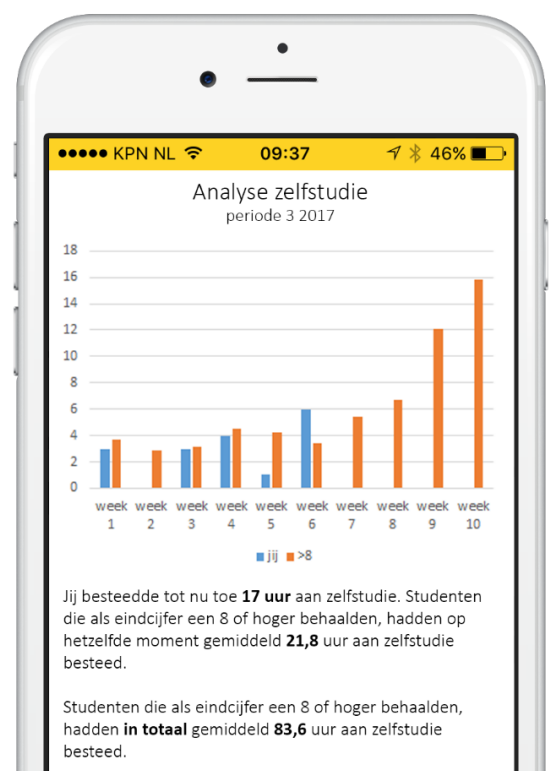 KPN NL 09:37 46%
Analyse zelfstudie
periode 3 2017
18
16
14
12
10
8
6
4
2
0
week week week week week week week week week week
1 2 3 4 5 6 7 8 9 10
jij >8
Jij besteedde tot nu toe 17 uur aan zelfstudie. Studenten
die als eindcijfer een 8 of hoger behaalden, hadden op
hetzelfde moment gemiddeld 21,8 uur aan zelfstudie
besteed.
Studenten die als eindcijfer een 8 of hoger behaalden,
hadden in totaal gemiddeld 83,6 uur aan zelfstudie
besteed.